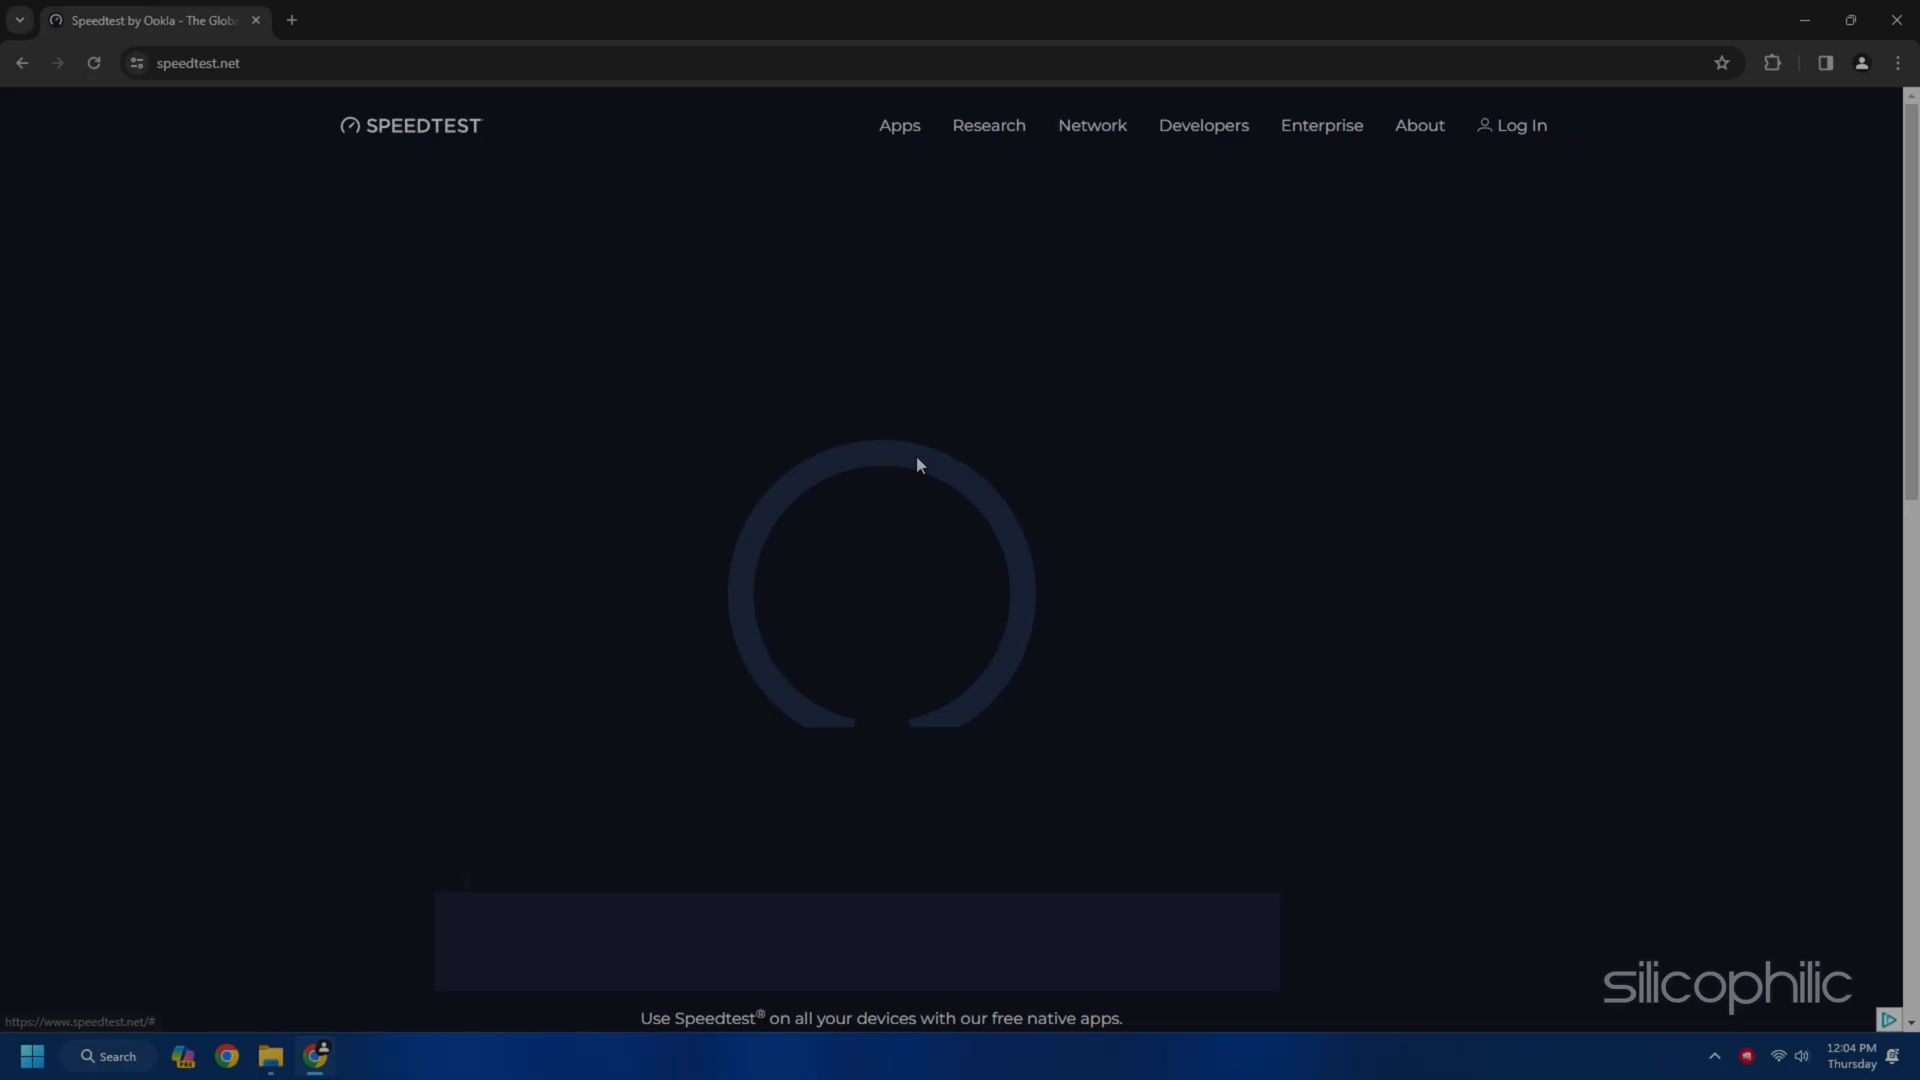 Speedtest by Ookla - The Glob
speedtest.net
SPEEDTEST
Apps
Research
Network
Developers
Enterprise
About
Log In
Use Speedtest® on all your devices with our free native apps.
silicophilic
https://www.speedtest.net/#
Search
PRE
12:04 PM
Thursday